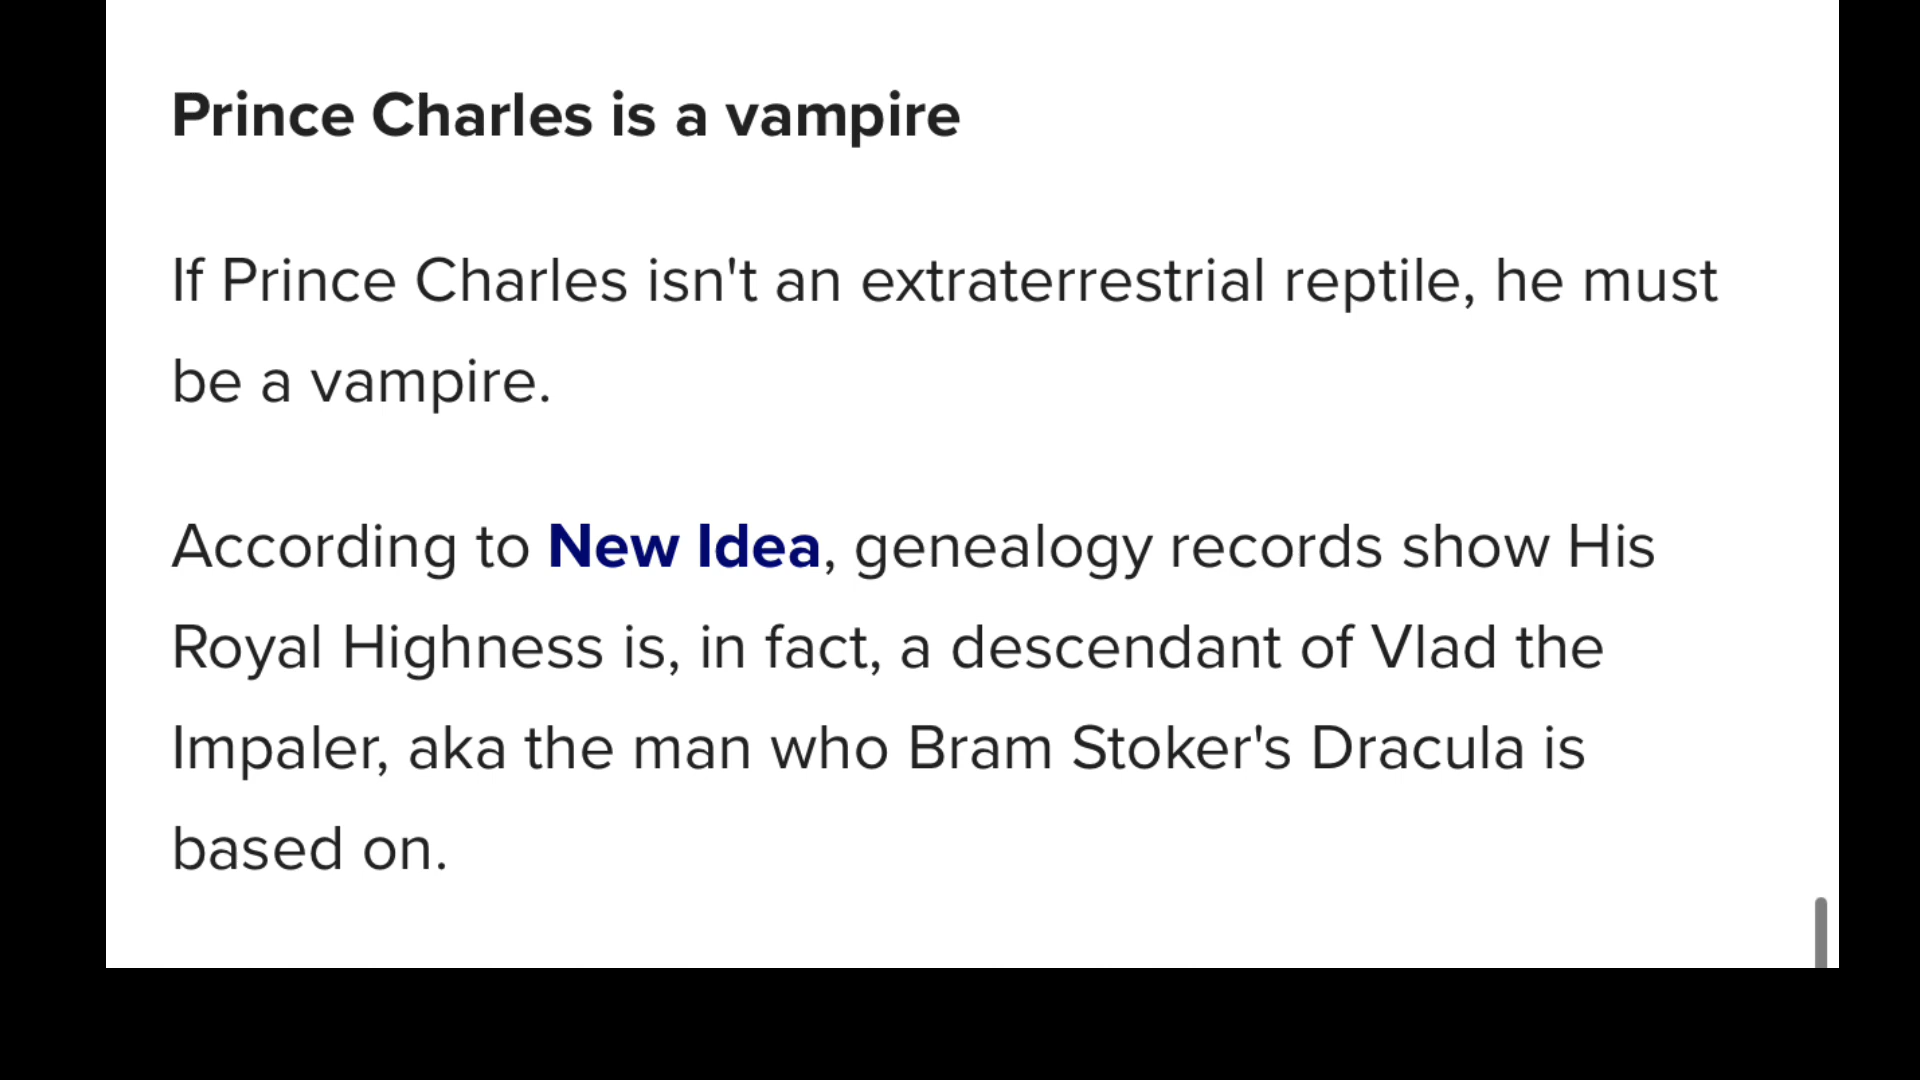 Prince Charles is a vampire
If Prince Charles isn't an extraterrestrial reptile, he must
be a vampire.
According to New Idea, genealogy records show His
Royal Highness is, in fact, a descendant of Vlad the
Impaler, aka the man who Bram Stoker's Dracula is
based on.